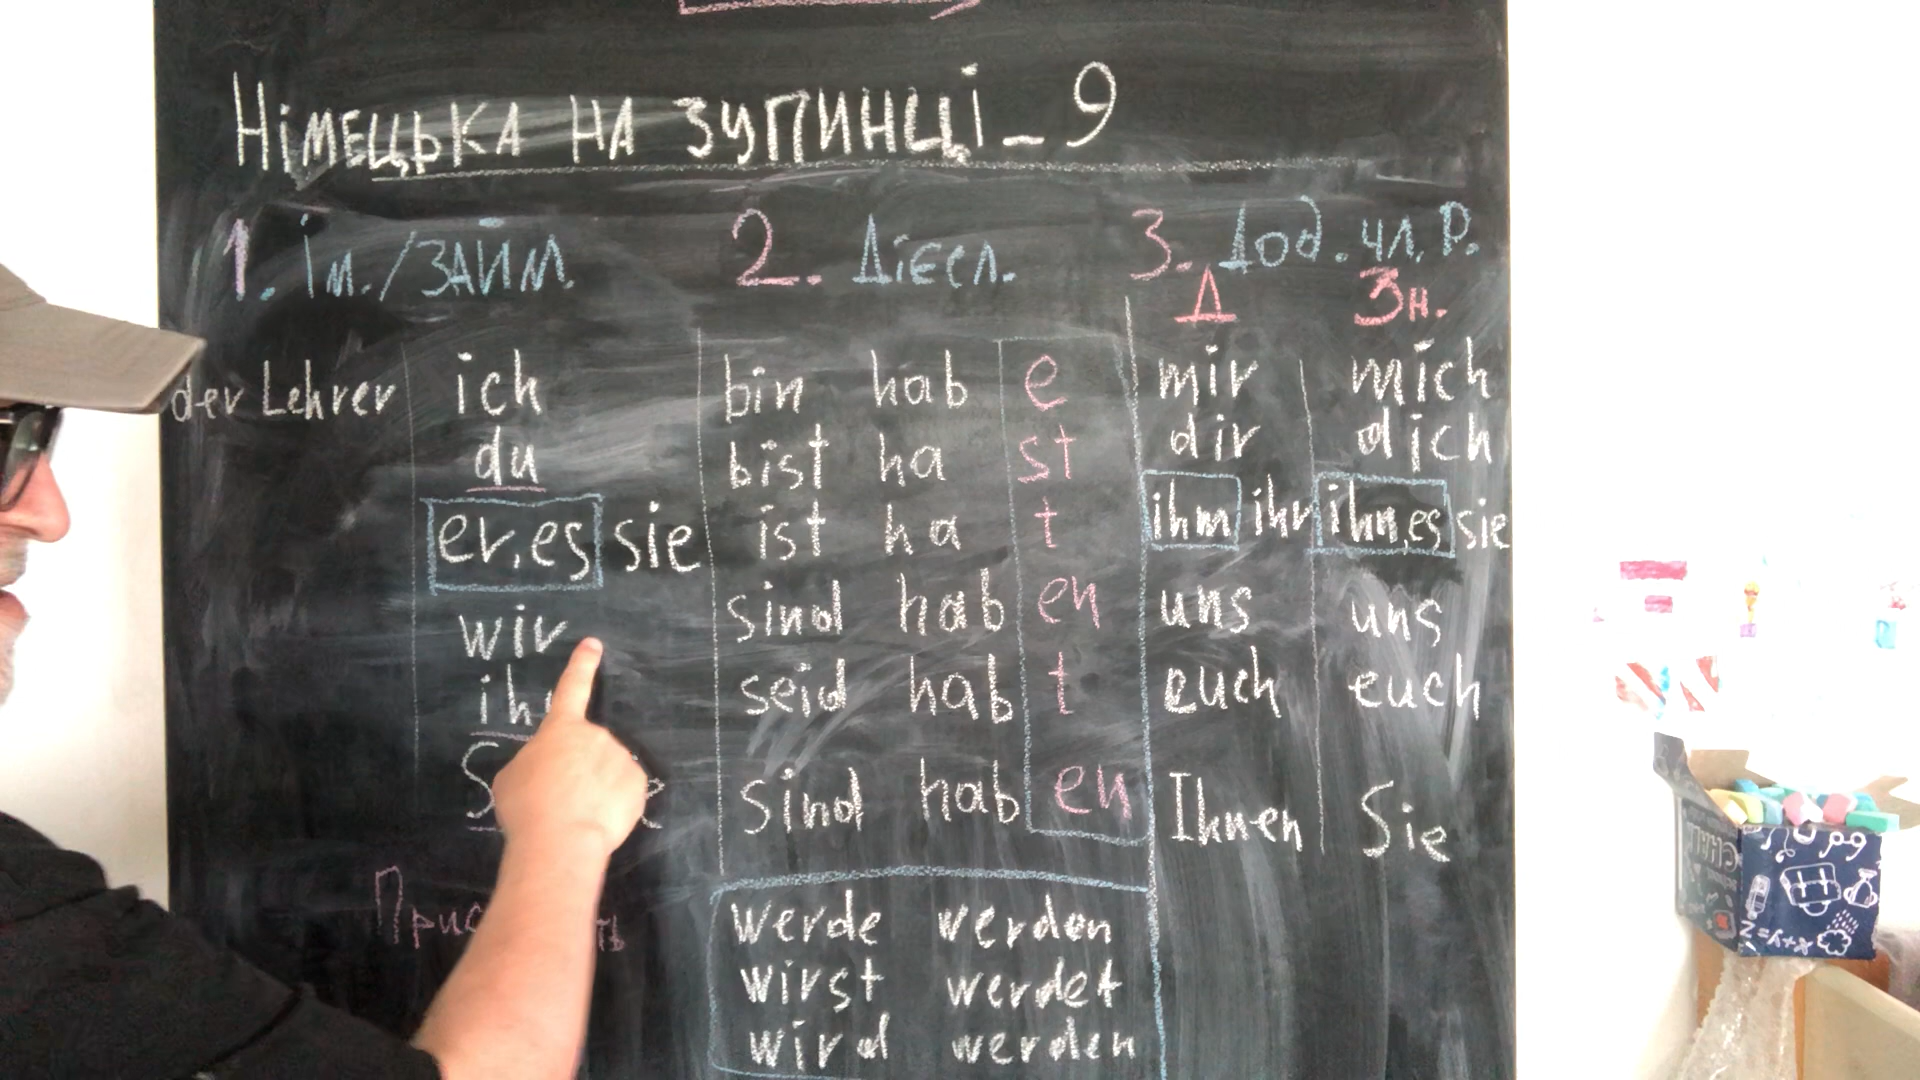 Німецька на зупинці_9
1. Ім./займ. 2. Дієсл. 3. Дод. чл. Р.
Д Зн.
der Lehrer ich bin hab e mir mich
du bist ha st dir dich
er, es sie ist ha t ihm ihr ihn, es sie
wir sind hab en uns uns
seid hab t euch euch
sind hab en Ihnen Sie
werde werden
wirst werdet
wird werden